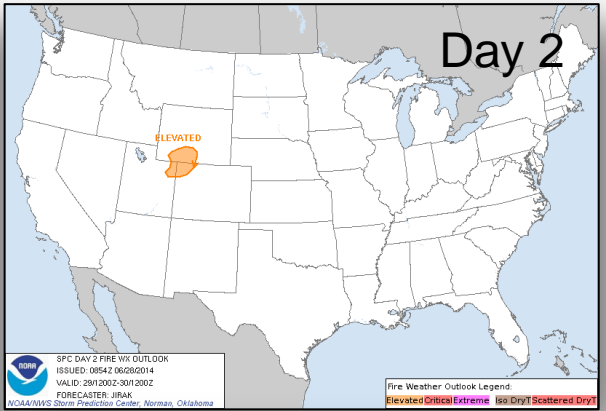 Day 2
ELEVATED
NOAA
SPC DAY 2 FIRE WX OUTLOOK
ISSUED: 0854Z 06/28/2014
VALID: 29/1200Z-30/1200Z
FORECASTER: JIRAK
NOAA/NWS Storm Prediction Center, Norman, Oklahoma
Fire Weather Outlook Legend:
Elevated Critical Extreme Iso DryT Scattered DryT